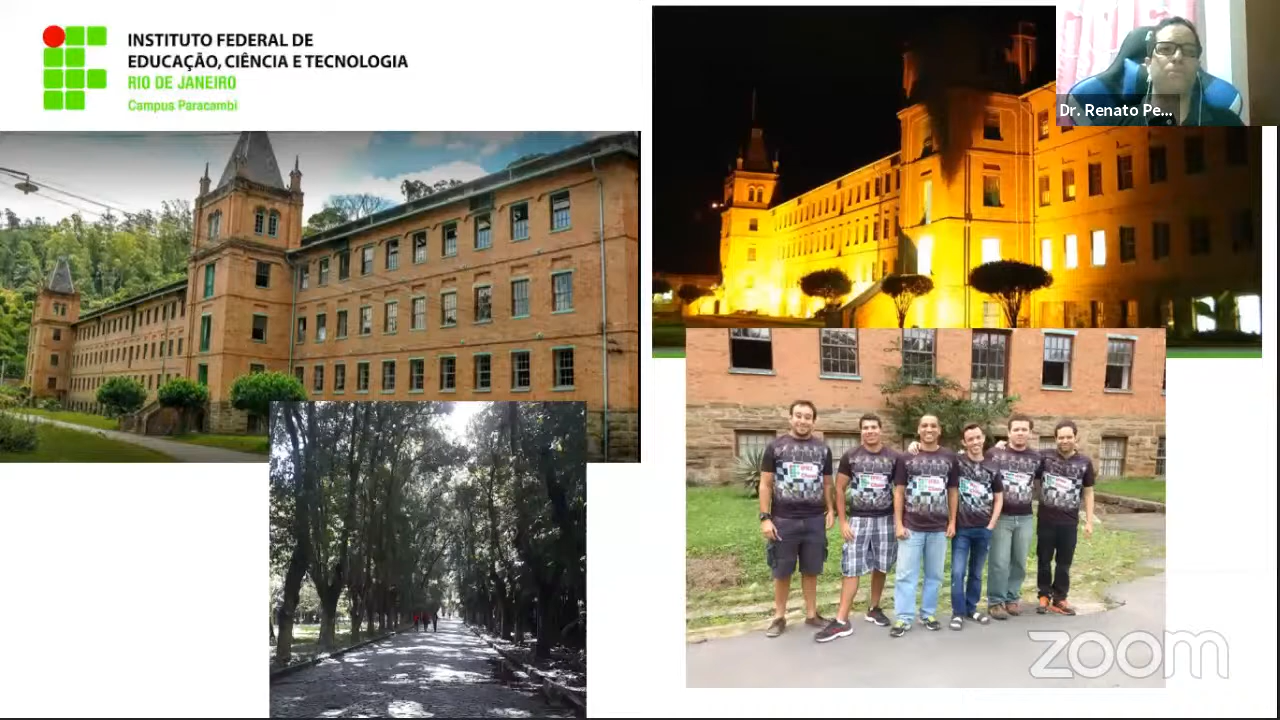 INSTITUTO FEDERAL DE
EDUCAÇÃO, CIÊNCIA E TECNOLOGIA
RIO DE JANEIRO
Campus Paracambi
Dr. Renato Pe...
zoom